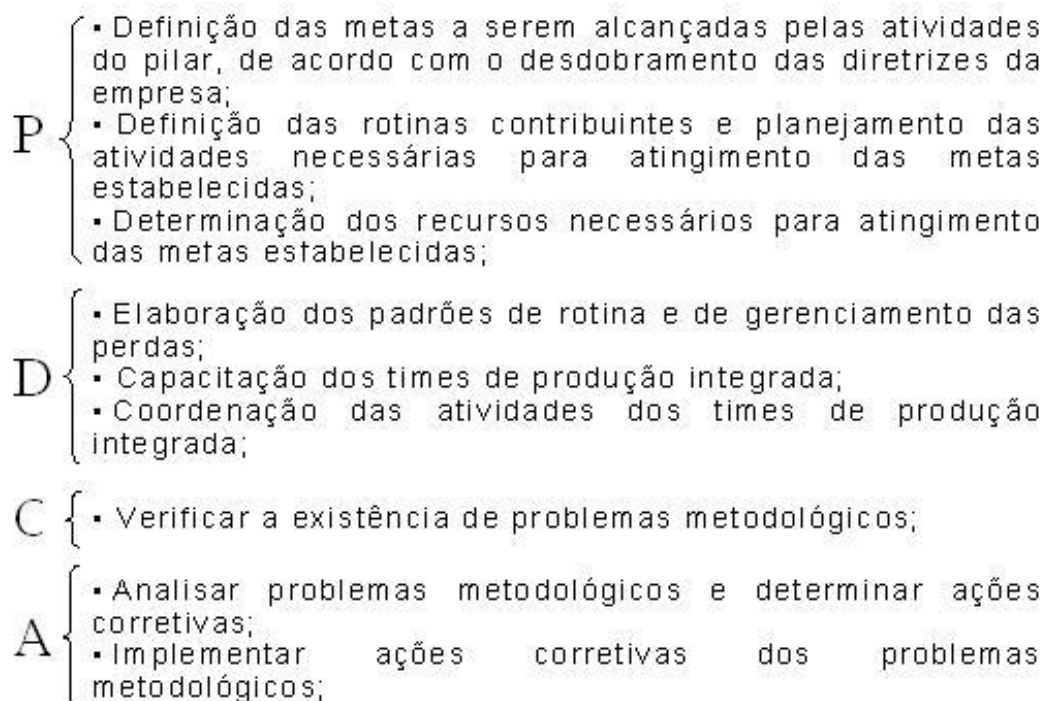 ▪ Definição das metas a serem alcançadas pelas atividades
do pilar, de acordo com o desdobramento das diretrizes da
empresa;
P
▪ Definição das rotinas contribuintes e planejamento das
atividades necessárias para atingimento das metas
estabelecidas;
▪ Determinação dos recursos necessários para atingimento
das metas estabelecidas;
▪ Elaboração dos padrões de rotina e de gerenciamento das
perdas;
D
▪ Capacitação dos times de produção integrada;
▪ Coordenação das atividades dos times de produção
integrada;
C
▪ Verificar a existência de problemas metodológicos;
▪ Analisar problemas metodológicos e determinar ações
corretivas;
A
▪ Implementar ações corretivas dos problemas
metodológicos;